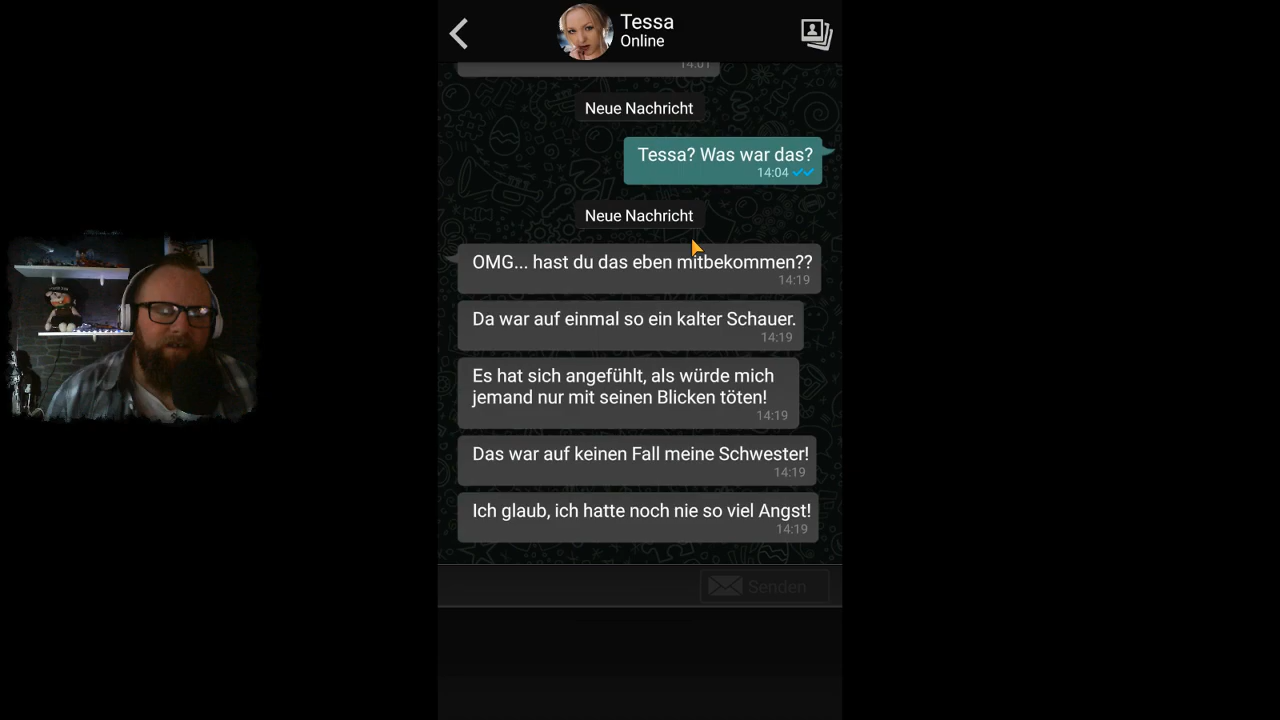 Tessa
Online
14:01
Neue Nachricht
Tessa? Was war das?
14:04
Neue Nachricht
OMG... hast du das eben mitbekommen??
14:19
Da war auf einmal so ein kalter Schauer.
14:19
Es hat sich angefühlt, als würde mich
jemand nur mit seinen Blicken töten!
14:19
Das war auf keinen Fall meine Schwester!
14:19
Ich glaub, ich hatte noch nie so viel Angst!
14:19
Senden